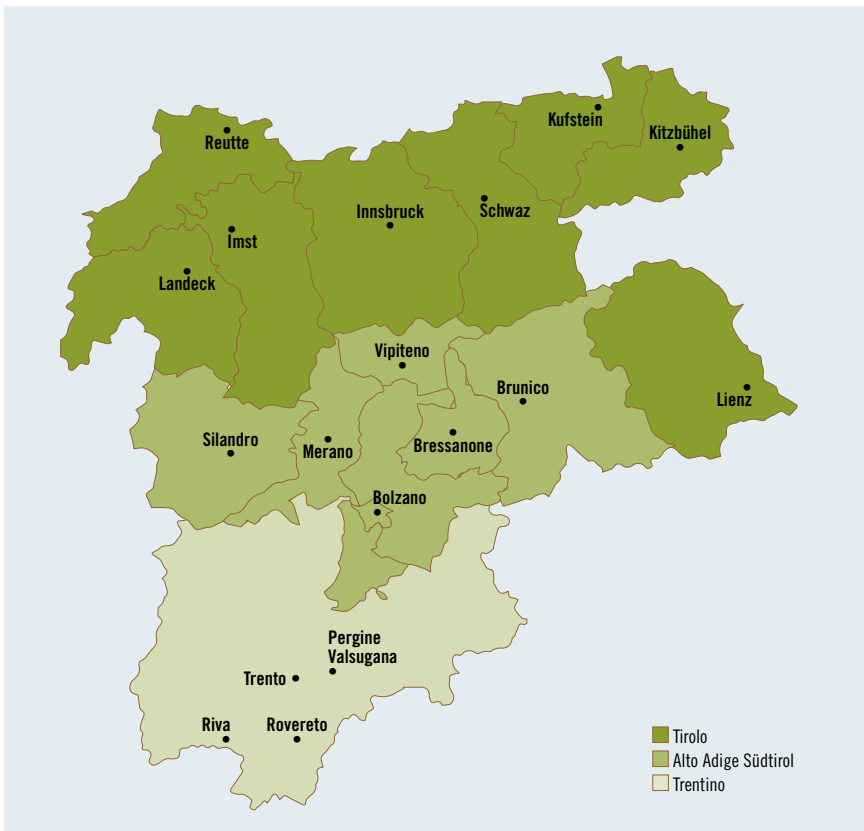 Kufstein
Reutte
Kitzbühel
Innsbruck
Schwaz
Imst
Landeck
Vipiteno
Brunico
Lienz
Silandro
Merano
Bressanone
Bolzano
Pergine
Valsugana
Trento
Riva
Rovereto
Tirolo
Alto Adige Südtirol
Trentino